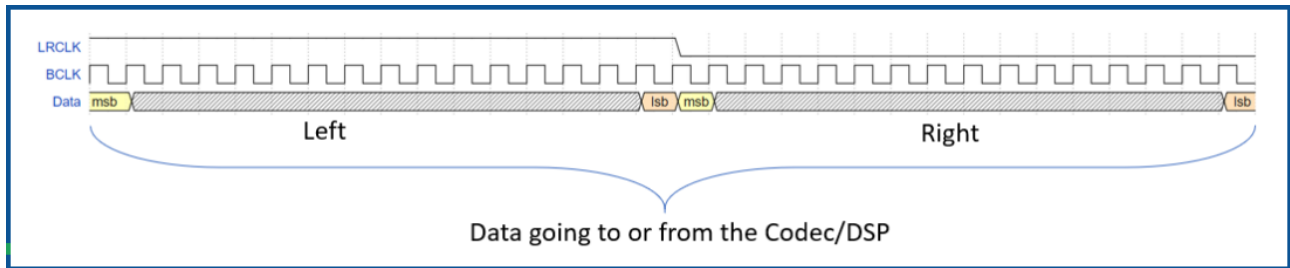 LRCLK
BCLK
Data msb lsb msb lsb
Left Right
Data going to or from the Codec/DSP